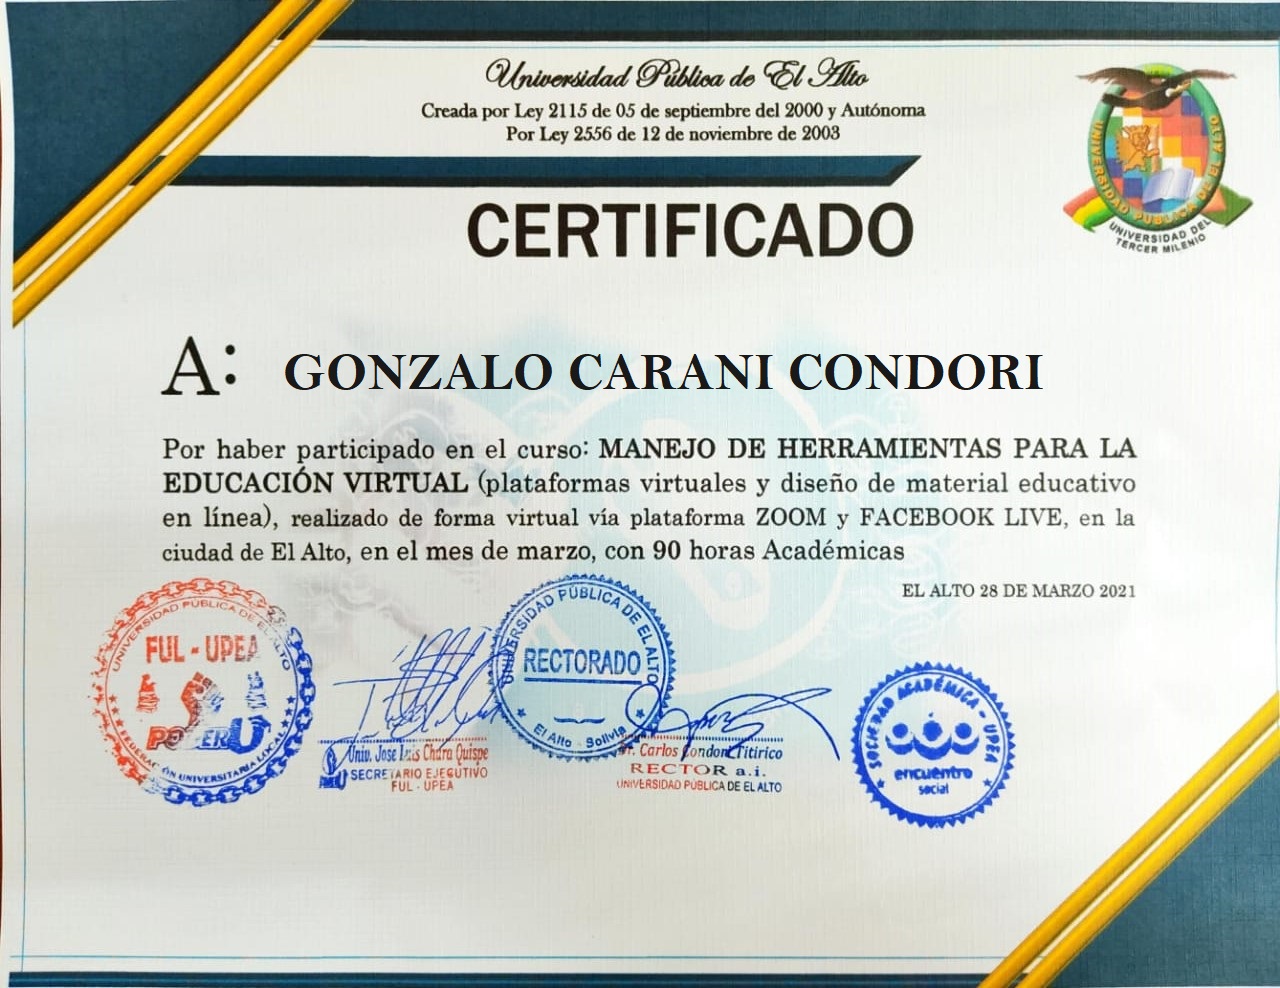 Universidad Pública de El Alto
Creada por Ley 2115 de 05 de septiembre del 2000 y Autónoma
Por Ley 2556 de 12 de noviembre de 2003
UNIVERSIDAD PÚBLICA DE EL ALTO
UNIVERSIDAD DEL
TERCER MILENIO
CERTIFICADO
A: GONZALO CARANI CONDORI
Por haber participado en el curso: MANEJO DE HERRAMIENTAS PARA LA
EDUCACIÓN VIRTUAL (plataformas virtuales y diseño de material educativo
en línea), realizado de forma virtual vía plataforma ZOOM y FACEBOOK LIVE, en la
ciudad de El Alto, en el mes de marzo, con 90 horas Académicas
EL ALTO 28 DE MARZO 2021
UNIVERSIDAD PÚBLICA DE EL ALTO
FUL - UPEA
FEDERACIÓN UNIVERSITARIA LOCAL
Univ. Jose Luis Chura Quispe
SECRETARIO EJECUTIVO
FUL - UPEA
UNIVERSIDAD PÚBLICA DE EL ALTO
RECTORADO
El Alto - Bolivia
Carlos Condori Titirico
RECTOR a.i.
UNIVERSIDAD PÚBLICA DE EL ALTO
SOCIEDAD ACADÉMICA - UPEA
encuentro
social